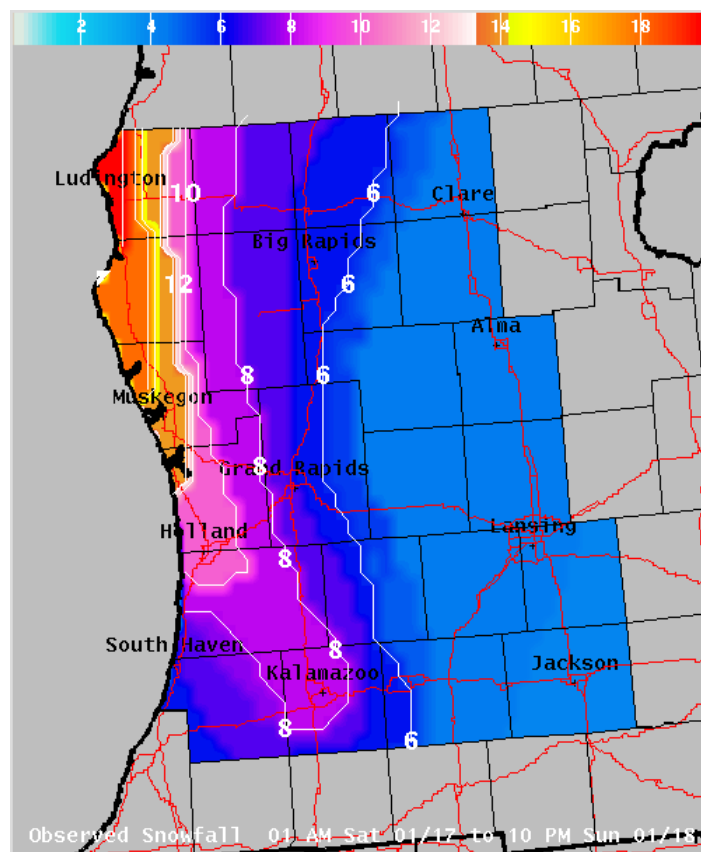 2 4 6 8 10 12 14 16 18
Ludington
10
6
Clare
Big Rapids
12
6
Alma
8
6
Muskegon
8
Grand Rapids
Holland
Lansing
8
South Haven
8
Kalamazoo
Jackson
8
6
Observed Snowfall 01 AM Sat 01/17 to 10 PM Sun 01/18